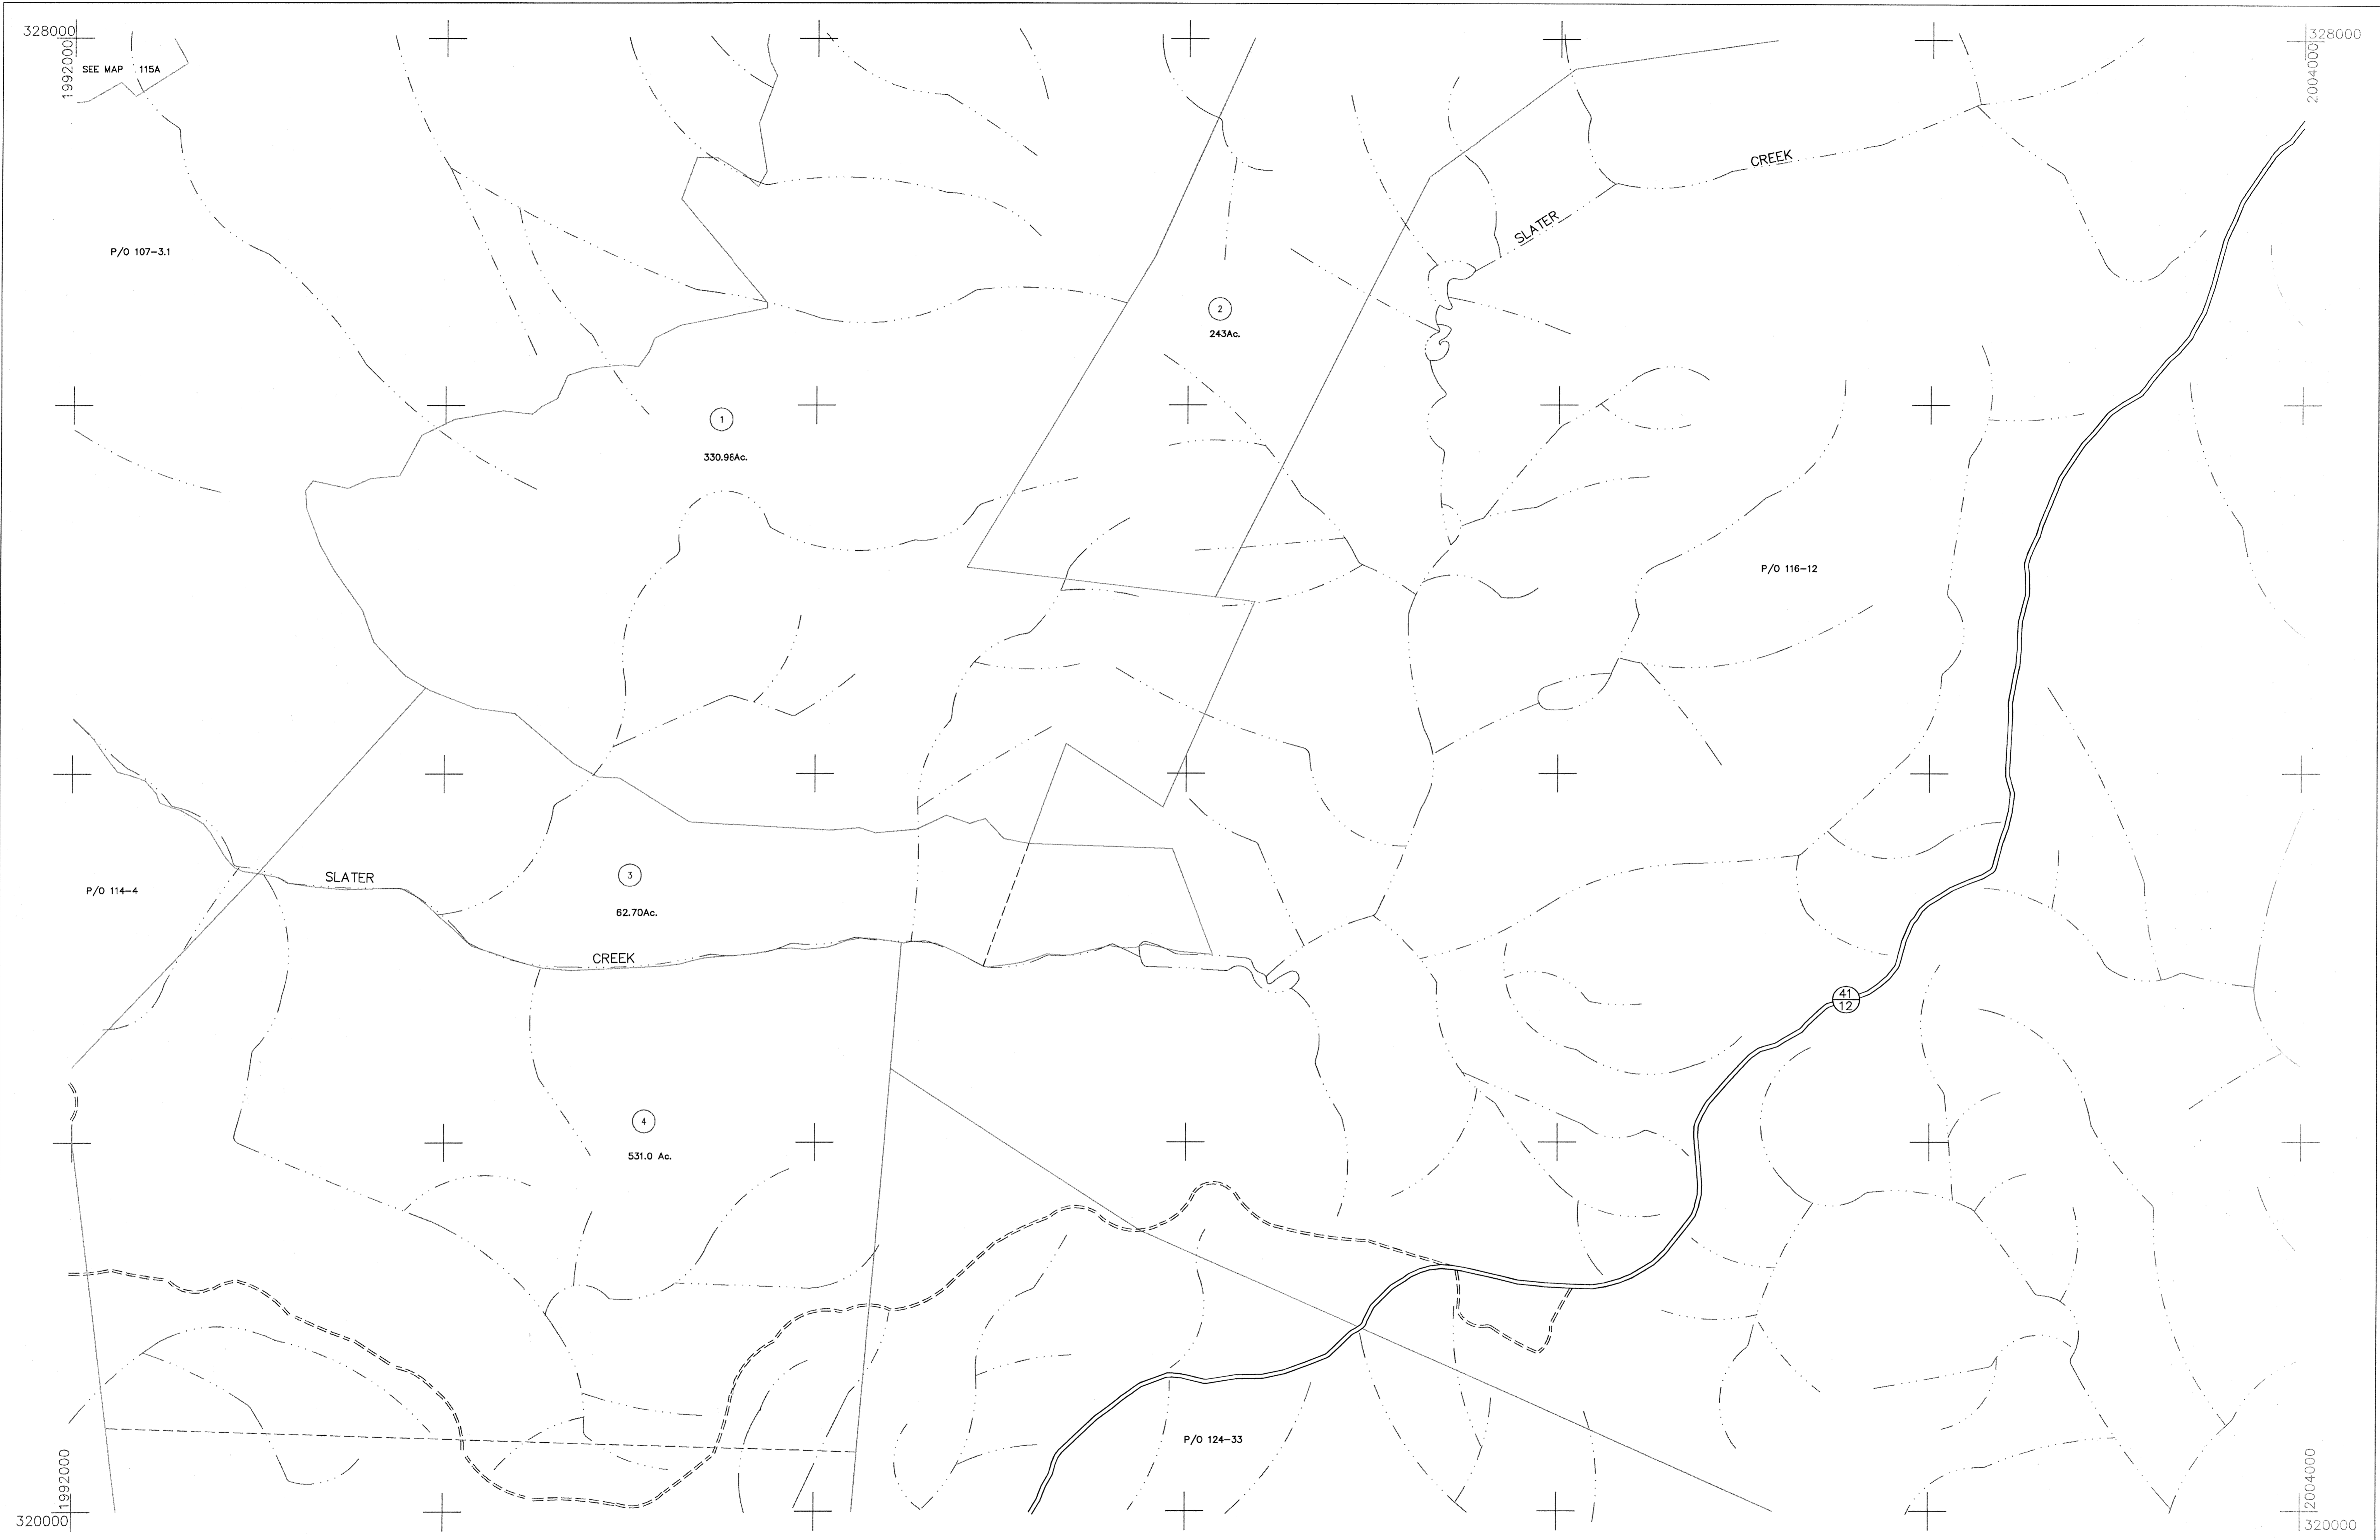 328000
328000
1992000
2004000
SEE MAP 115A
CREEK
SLATER
P/O 107-3.1
2
243Ac.
1
330.98Ac.
P/O 116-12
SLATER
3
P/O 114-4
62.70Ac.
CREEK
41
12
4
531.0 Ac.
P/O 124-33
1992000
2004000
320000
320000